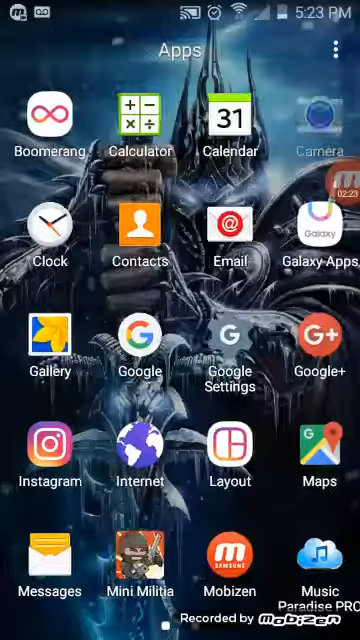 5:23 PM
Apps
Boomerang
Calculator
31
Calendar
Camera
02:23
Clock
Contacts
Email
Galaxy
Galaxy Apps
Gallery
Google
Google
Settings
G+
Google+
Instagram
Internet
Layout
Maps
Messages
Mini Militia
SAMSUNG
Mobizen
Music
Paradise PRO
Recorded by mobizen